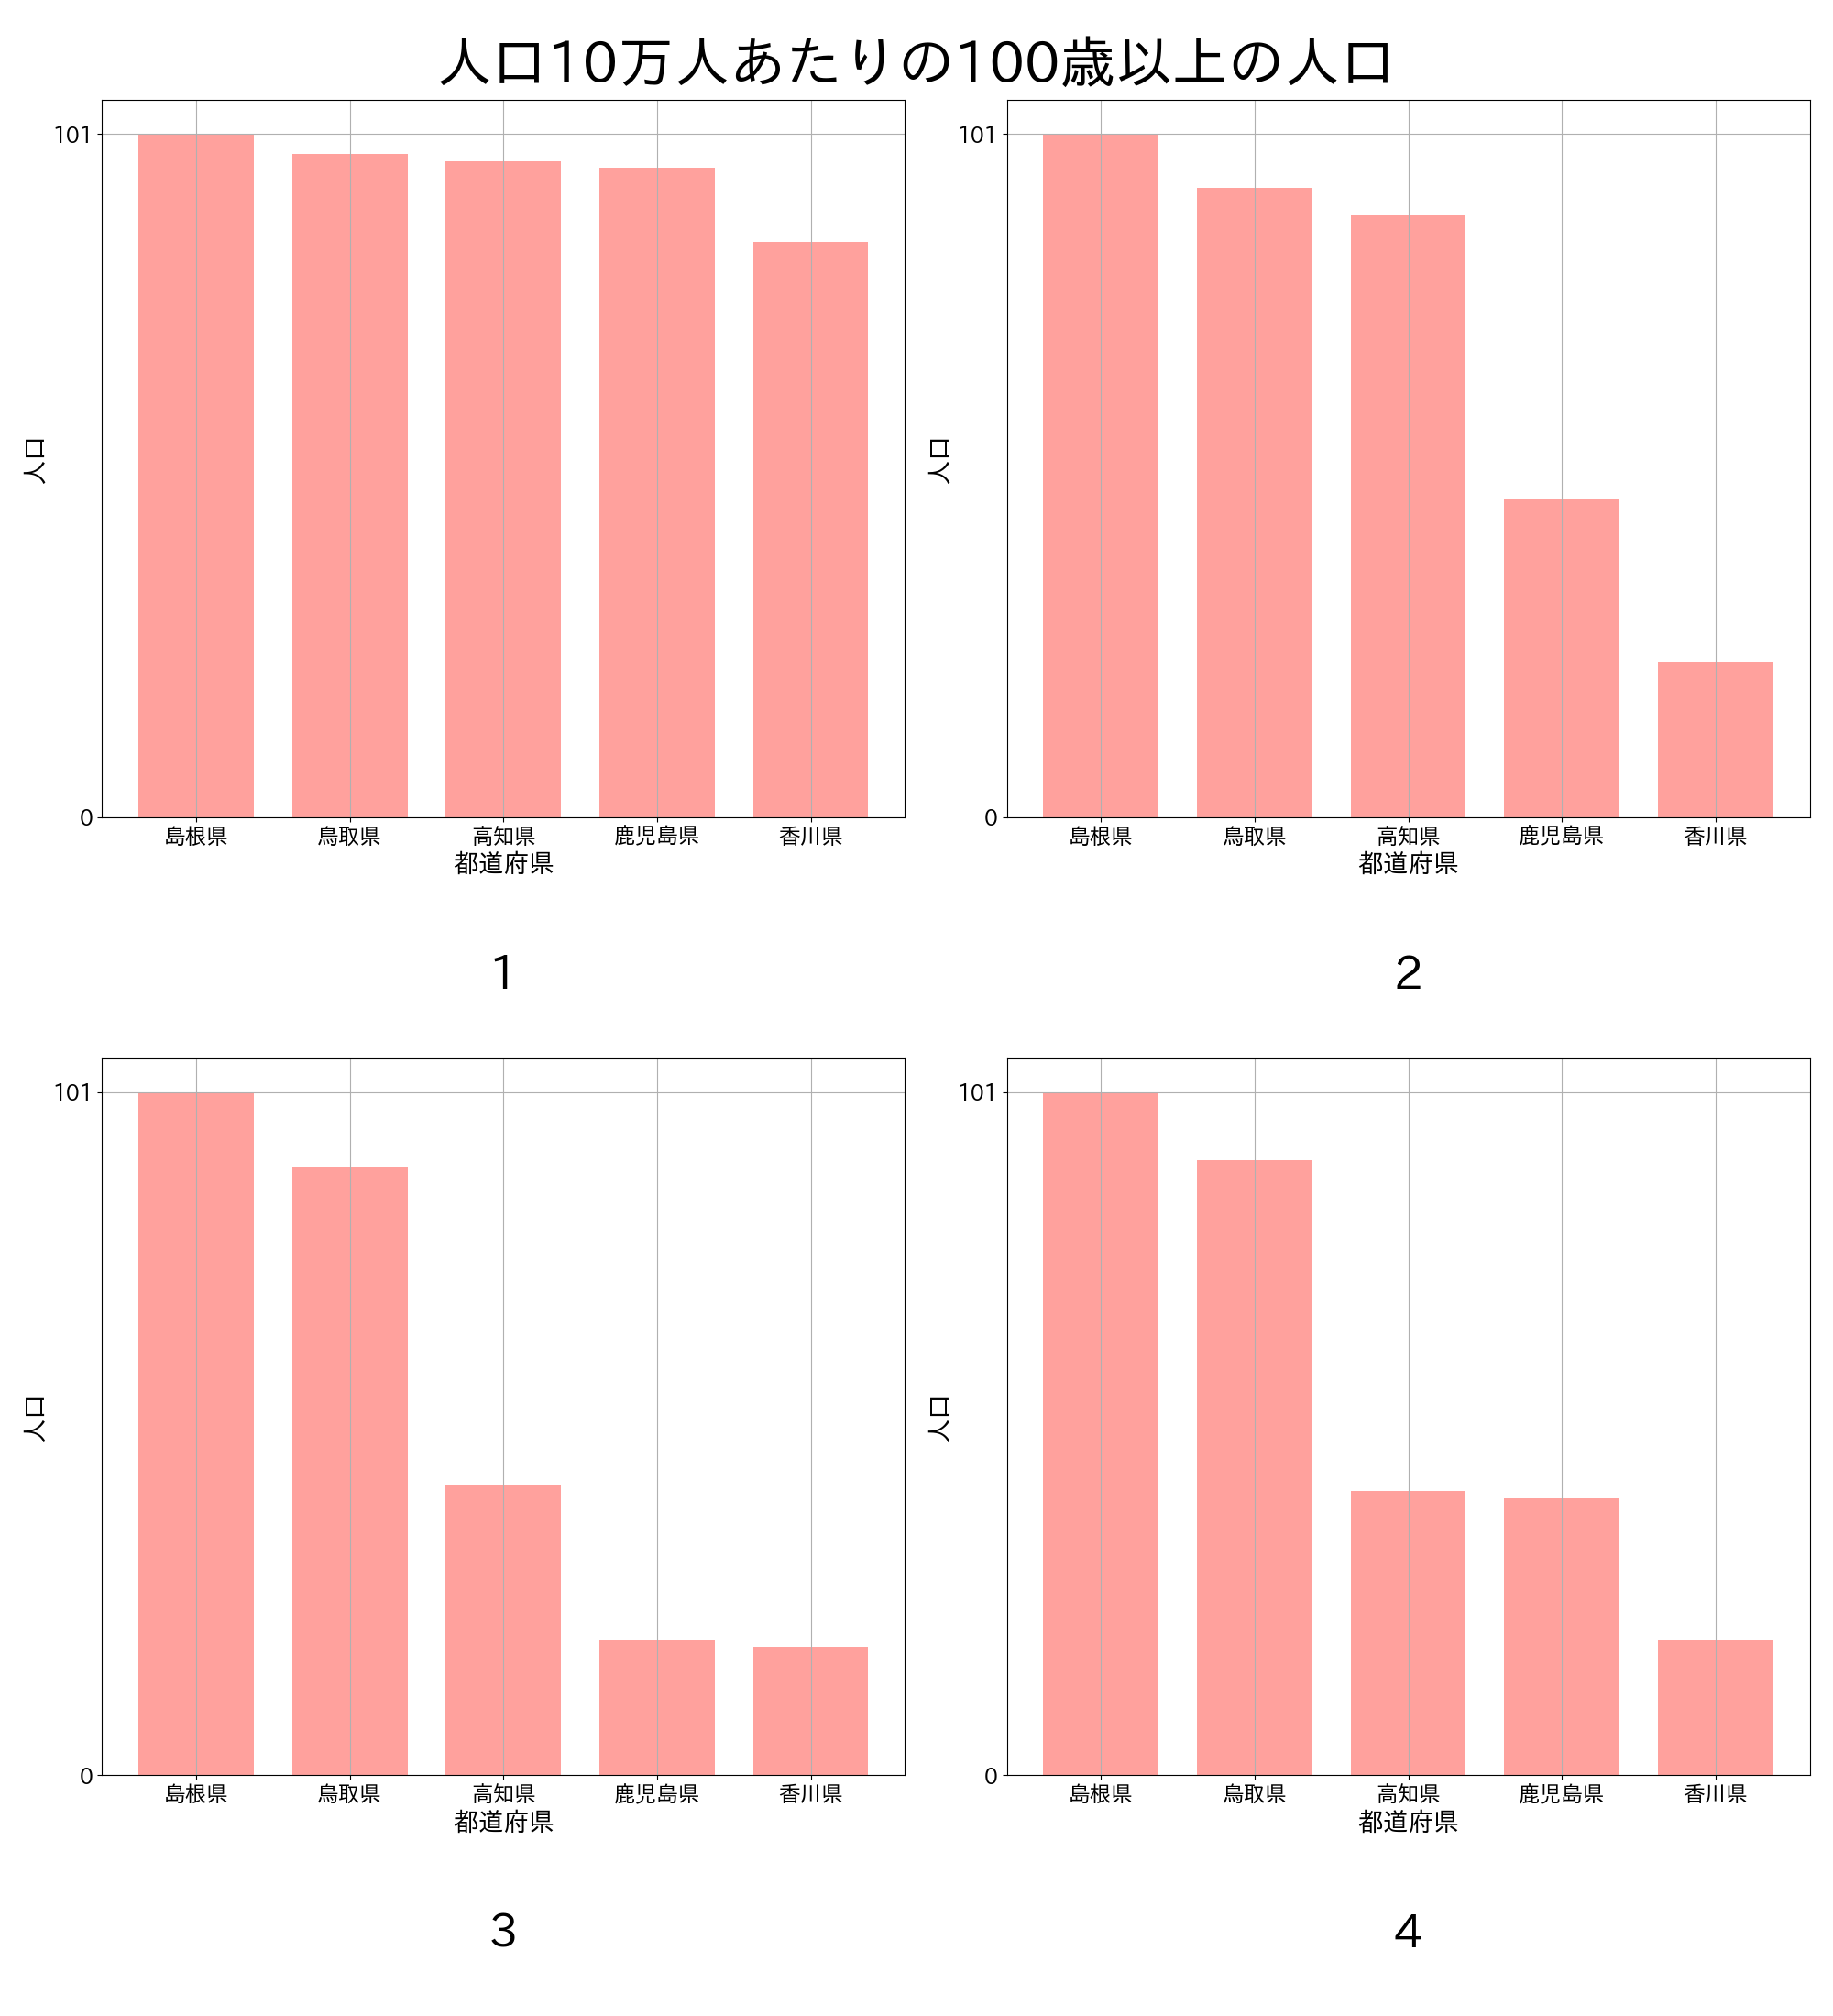 人口10万人あたりの100歳以上の人口
101
0
人口
島根県 鳥取県 高知県 鹿児島県 香川県
都道府県
1
101
0
人口
島根県 鳥取県 高知県 鹿児島県 香川県
都道府県
2
101
0
人口
島根県 鳥取県 高知県 鹿児島県 香川県
都道府県
3
101
0
人口
島根県 鳥取県 高知県 鹿児島県 香川県
都道府県
4